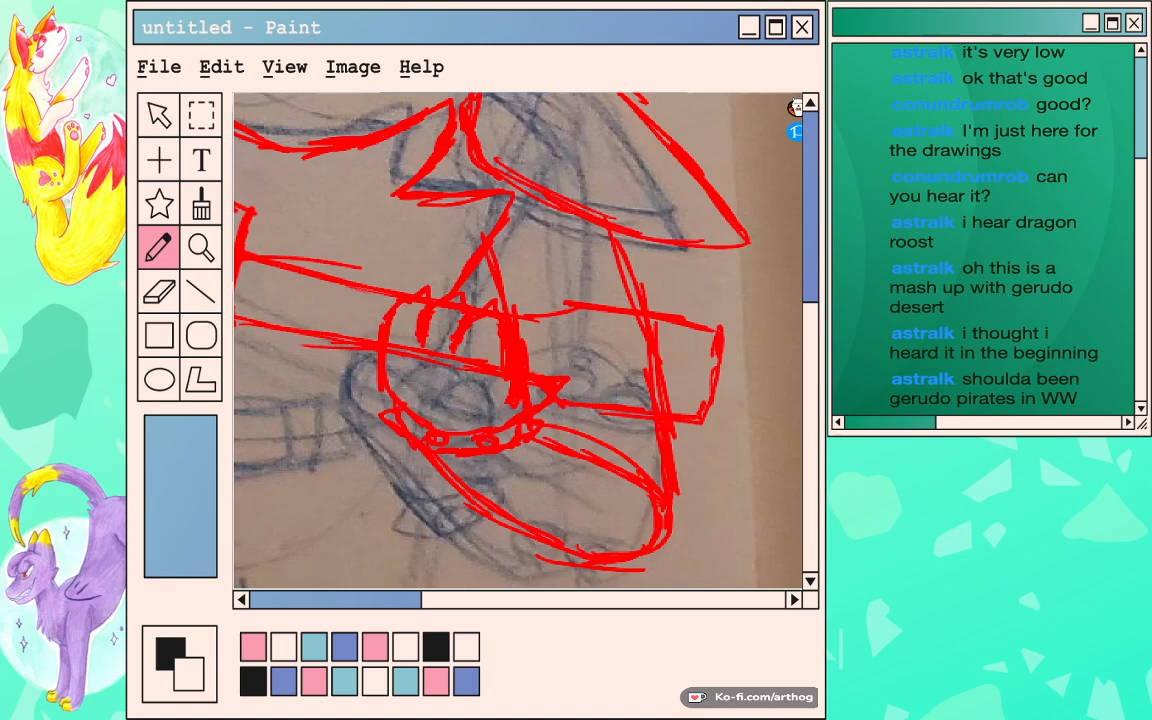 untitled - Paint
File Edit View Image Help
T
Ko-fi.com/arthog
astralk it's very low
astralk ok that's good
conundrumrob good?
astralk I'm just here for
the drawings
conundrumrob can
you hear it?
astralk i hear dragon
roost
astralk oh this is a
mash up with gerudo
desert
astralk i thought i
heard it in the beginning
astralk shoulda been
gerudo pirates in WW